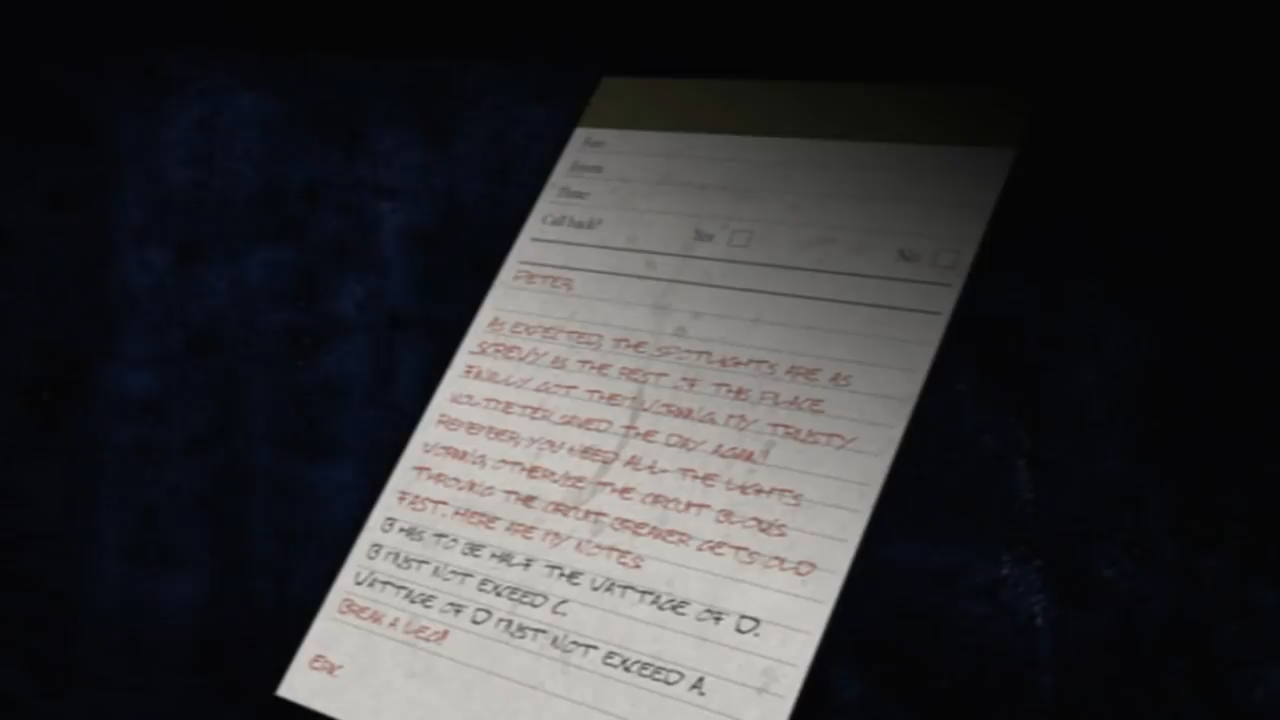 For:
From:
Time:
Call back? Yes No
PETER,
AS EXPECTED, THE SPOTLIGHTS ARE AS
SCREWY AS THE REST OF THIS PLACE.
FINALLY GOT THEM WORKING. MY TRUSTY
VOLTMETER SAVED THE DAY AGAIN!
REMEMBER, YOU NEED ALL THE LIGHTS
WORKING, OTHERWISE THE CIRCUIT BLOWS
THROWING THE CIRCUIT BREAKER GETS OLD
FAST. HERE ARE MY NOTES
B HAS TO BE HALF THE WATTAGE OF D.
B MUST NOT EXCEED C.
WATTAGE OF D MUST NOT EXCEED A.
BREAK A LEG!
ERIC